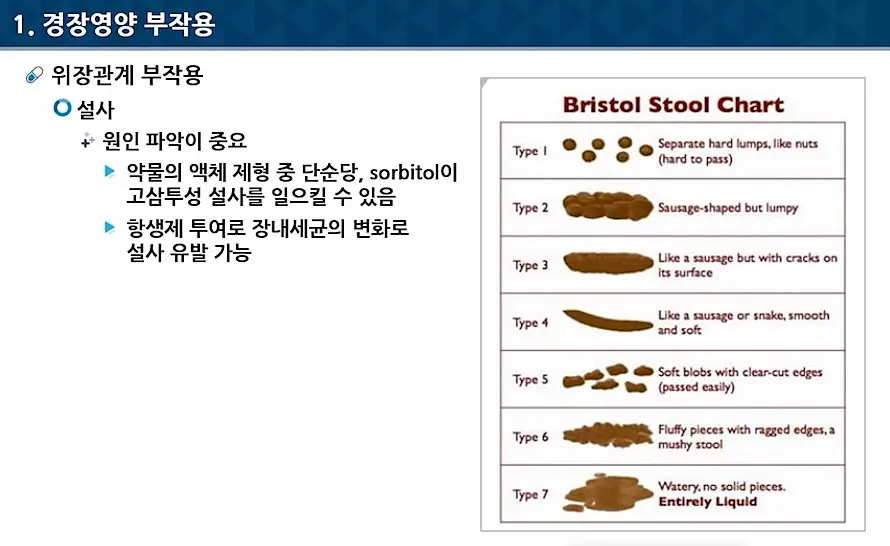 1. 경장영양 부작용
위장관계 부작용
설사
원인 파악이 중요
약물의 액체 제형 중 단순당, sorbitol이
고삼투성 설사를 일으킬 수 있음
항생제 투여로 장내세균의 변화로
설사 유발 가능
Bristol Stool Chart
Type 1
Separate hard lumps, like nuts
(hard to pass)
Type 2
Sausage-shaped but lumpy
Type 3
Like a sausage but with cracks on
its surface
Type 4
Like a sausage or snake, smooth
and soft
Type 5
Soft blobs with clear-cut edges
(passed easily)
Type 6
Fluffy pieces with ragged edges, a
mushy stool
Type 7
Watery, no solid pieces.
Entirely Liquid